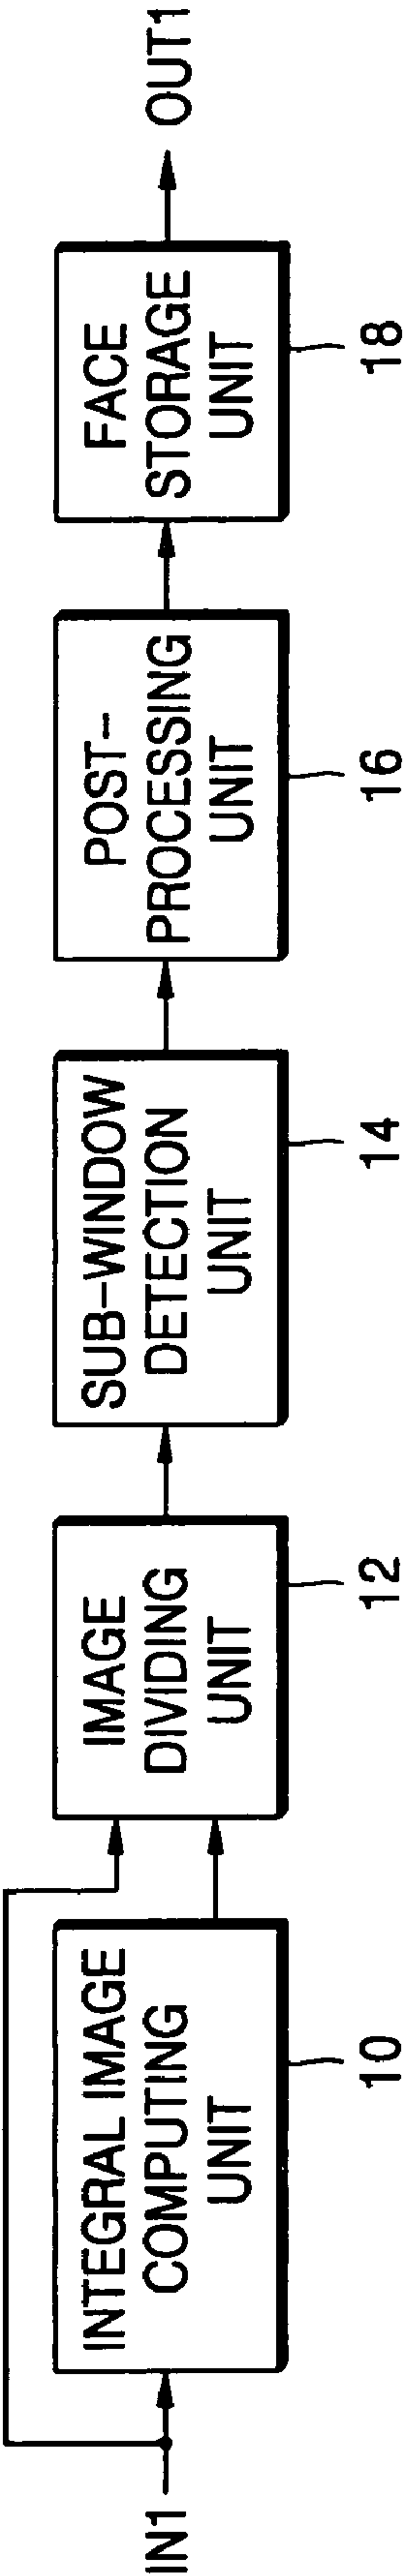 IN1
INTEGRAL IMAGE
COMPUTING
UNIT
10
IMAGE
DIVIDING
UNIT
12
SUB-WINDOW
DETECTION
UNIT
14
POST-
PROCESSING
UNIT
16
FACE
STORAGE
UNIT
18
OUT1